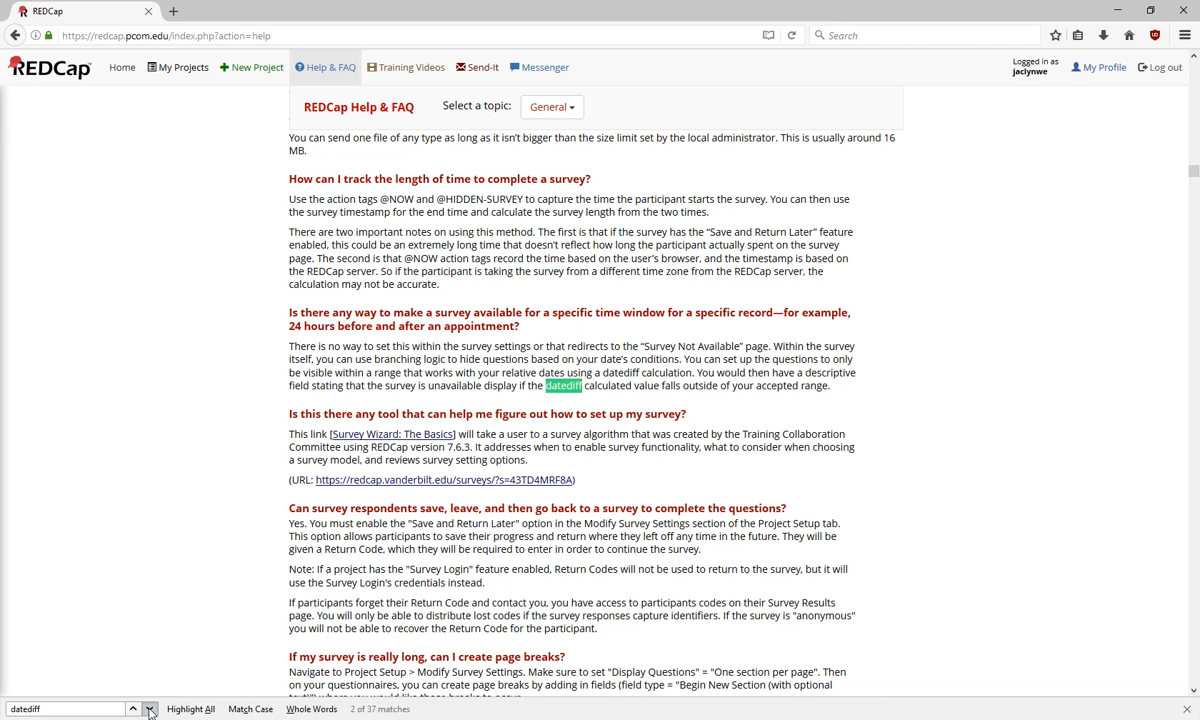 REDCap
https://redcap.pcom.edu/index.php?action=help
Search
REDCap
Home
My Projects
New Project
Help & FAQ
Training Videos
Send-It
Messenger
Logged in as
jaclynwe
My Profile
Log out
REDCap Help & FAQ
Select a topic:
General
You can send one file of any type as long as it isn't bigger than the size limit set by the local administrator. This is usually around 16
MB.
How can I track the length of time to complete a survey?
Use the action tags @NOW and @HIDDEN-SURVEY to capture the time the participant starts the survey. You can then use
the survey timestamp for the end time and calculate the survey length from the two times.
There are two important notes on using this method. The first is that if the survey has the "Save and Return Later" feature
enabled, this could be an extremely long time that doesn't reflect how long the participant actually spent on the survey
page. The second is that @NOW action tags record the time based on the user's browser, and the timestamp is based on
the REDCap server. So if the participant is taking the survey from a different time zone from the REDCap server, the
calculation may not be accurate.
Is there any way to make a survey available for a specific time window for a specific record—for example,
24 hours before and after an appointment?
There is no way to set this within the survey settings or that redirects to the "Survey Not Available" page. Within the survey
itself, you can use branching logic to hide questions based on your date's conditions. You can set up the questions to only
be visible within a range that works with your relative dates using a datediff calculation. You would then have a descriptive
field stating that the survey is unavailable display if the datediff calculated value falls outside of your accepted range.
Is this there any tool that can help me figure out how to set up my survey?
This link [Survey Wizard: The Basics] will take a user to a survey algorithm that was created by the Training Collaboration
Committee using REDCap version 7.6.3. It addresses when to enable survey functionality, what to consider when choosing
a survey model, and reviews survey setting options.
(URL: https://redcap.vanderbilt.edu/surveys/?s=43TD4MRF8A)
Can survey respondents save, leave, and then go back to a survey to complete the questions?
Yes. You must enable the "Save and Return Later" option in the Modify Survey Settings section of the Project Setup tab.
This option allows participants to save their progress and return where they left off any time in the future. They will be
given a Return Code, which they will be required to enter in order to continue the survey.
Note: If a project has the "Survey Login" feature enabled, Return Codes will not be used to return to the survey, but it will
use the Survey Login's credentials instead.
If participants forget their Return Code and contact you, you have access to participants codes on their Survey Results
page. You will only be able to distribute lost codes if the survey responses capture identifiers. If the survey is "anonymous"
you will not be able to recover the Return Code for the participant.
If my survey is really long, can I create page breaks?
Navigate to Project Setup > Modify Survey Settings. Make sure to set "Display Questions" = "One section per page". Then
on your questionnaires, you can create page breaks by adding in fields (field type = "Begin New Section (with optional
datediff
Highlight All
Match Case
Whole Words
2 of 37 matches